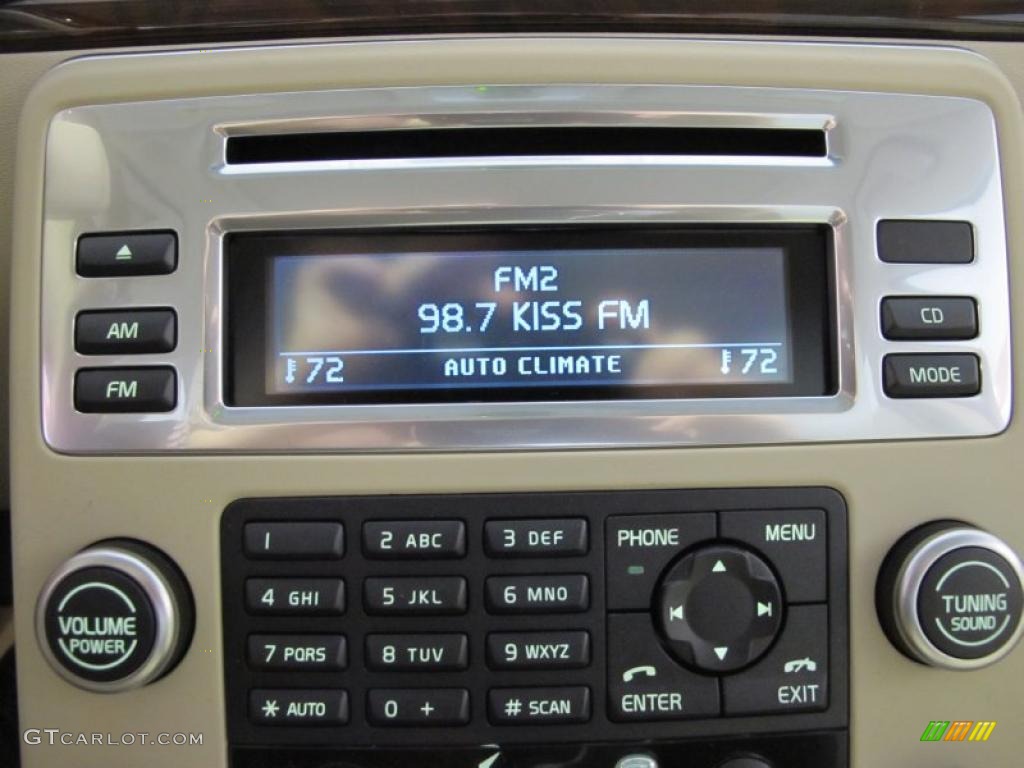 FM2
98.7 KISS FM
72 AUTO CLIMATE 72
AM
FM
CD
MODE
1 2 ABC 3 DEF
4 GHI 5 JKL 6 MNO
7 PQRS 8 TUV 9 WXYZ
* AUTO 0 + # SCAN
PHONE MENU
ENTER EXIT
VOLUME
POWER
TUNING
SOUND
GTCARLOT.COM